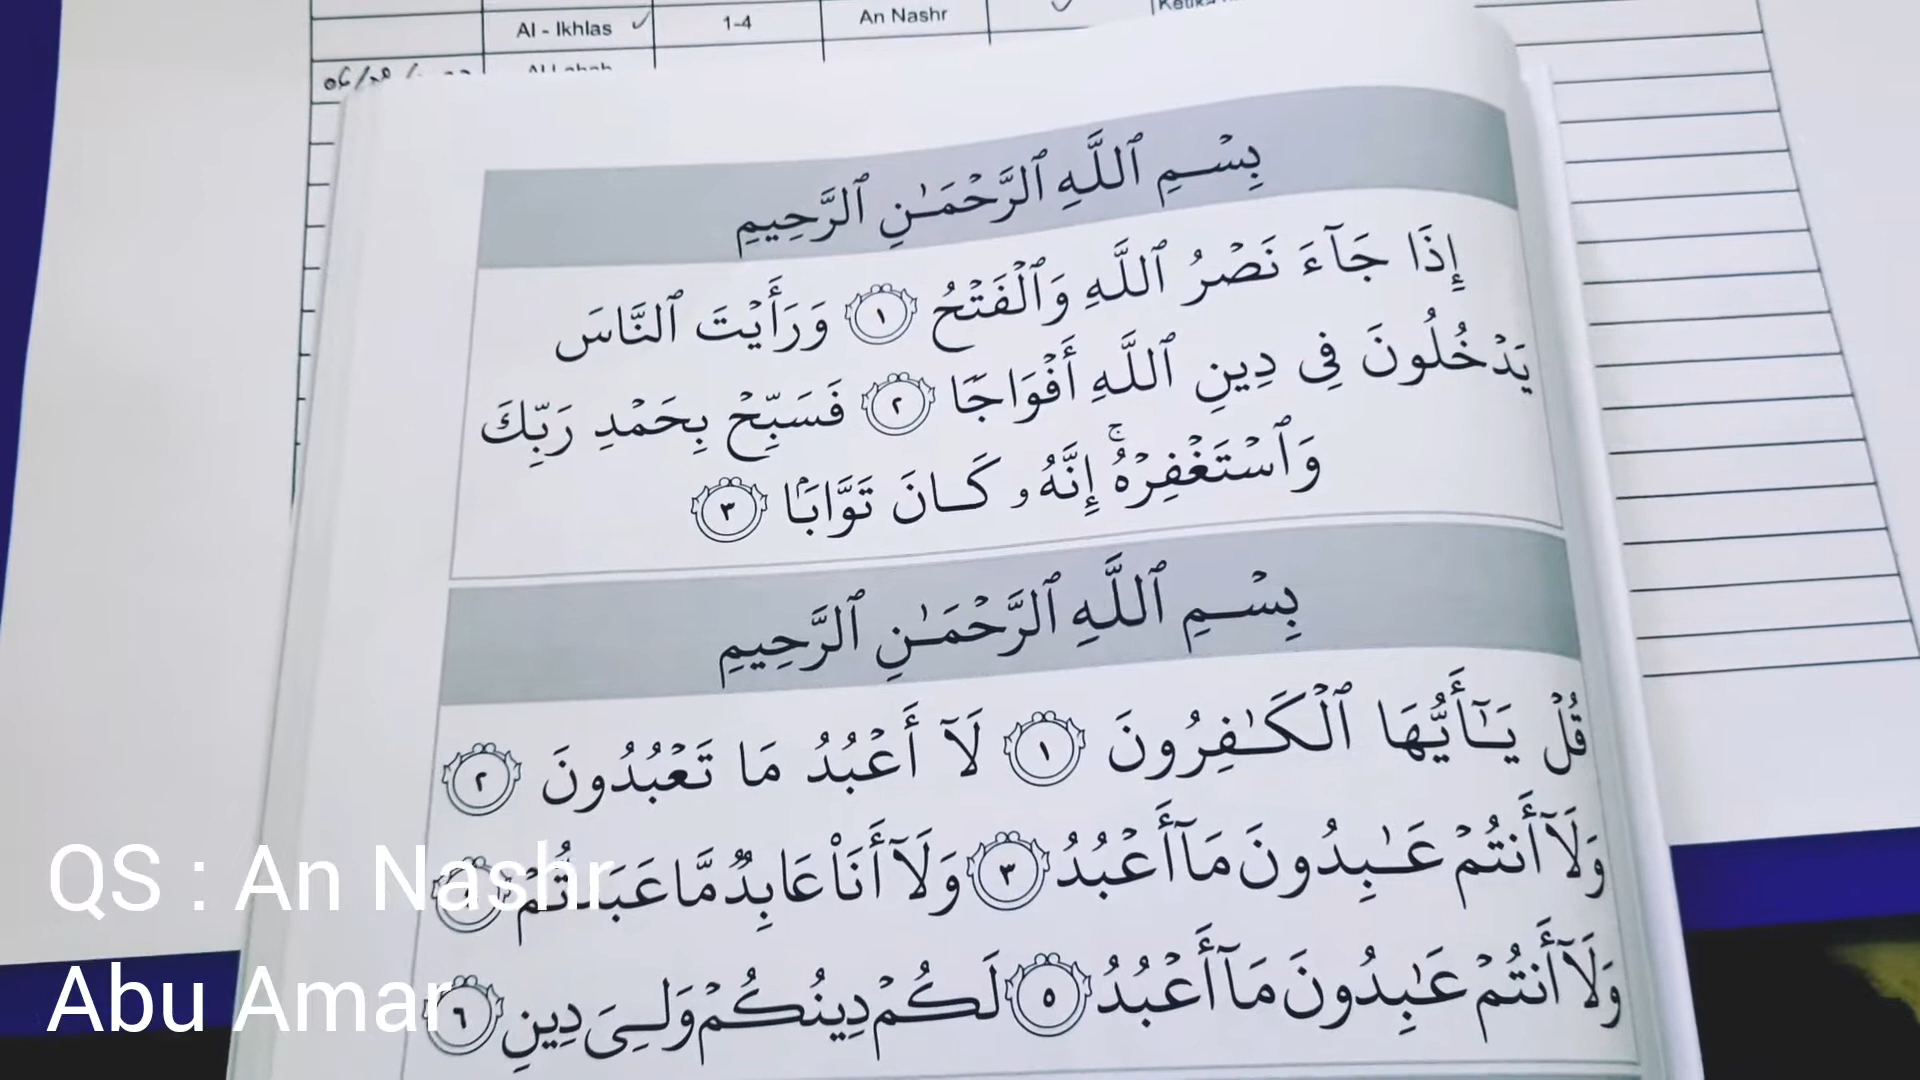 Al - Ikhlas ✓ 1-4 An Nashr ✓
بِسْمِ ٱللَّهِ ٱلرَّحْمَٰنِ ٱلرَّحِيمِ
إِذَا جَآءَ نَصْرُ ٱللَّهِ وَٱلْفَتْحُ ١ وَرَأَيْتَ ٱلنَّاسَ
يَدْخُلُونَ فِى دِينِ ٱللَّهِ أَفْوَاجًا ٢ فَسَبِّحْ بِحَمْدِ رَبِّكَ
وَٱسْتَغْفِرْهُ ۚ إِنَّهُۥ كَانَ تَوَّابًۢا ٣
بِسْمِ ٱللَّهِ ٱلرَّحْمَٰنِ ٱلرَّحِيمِ
قُلْ يَٰٓأَيُّهَا ٱلْكَٰفِرُونَ ١ لَآ أَعْبُدُ مَا تَعْبُدُونَ ٢
وَلَآ أَنتُمْ عَٰبِدُونَ مَآ أَعْبُدُ ٣ وَلَآ أَنَا۠ عَابِدٌ مَّا عَبَدتُّمْ
وَلَآ أَنتُمْ عَٰبِدُونَ مَآ أَعْبُدُ ٥ لَكُمْ دِينُكُمْ وَلِىَ دِينِ ٦
QS : An Nashr
Abu Amar